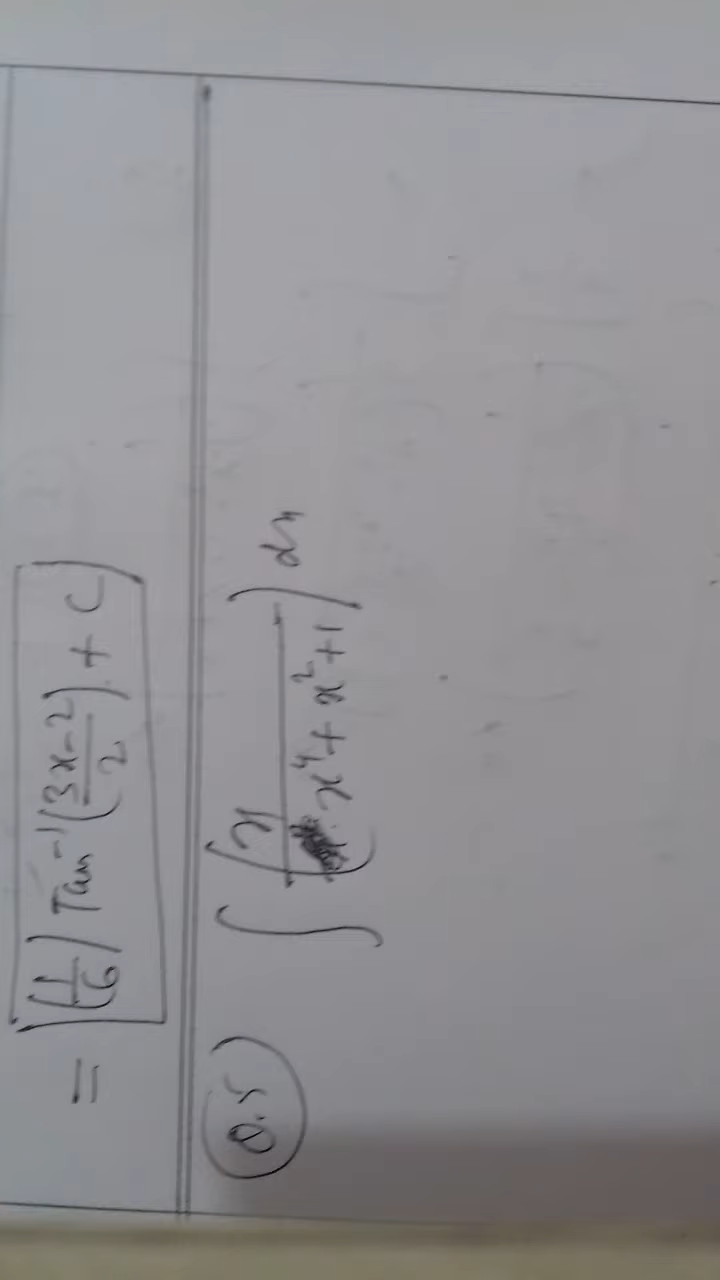 = (1/6) Tan⁻¹((3x-2)/2) + C
Q.5) ∫(x/(x⁴+x²+1))dx